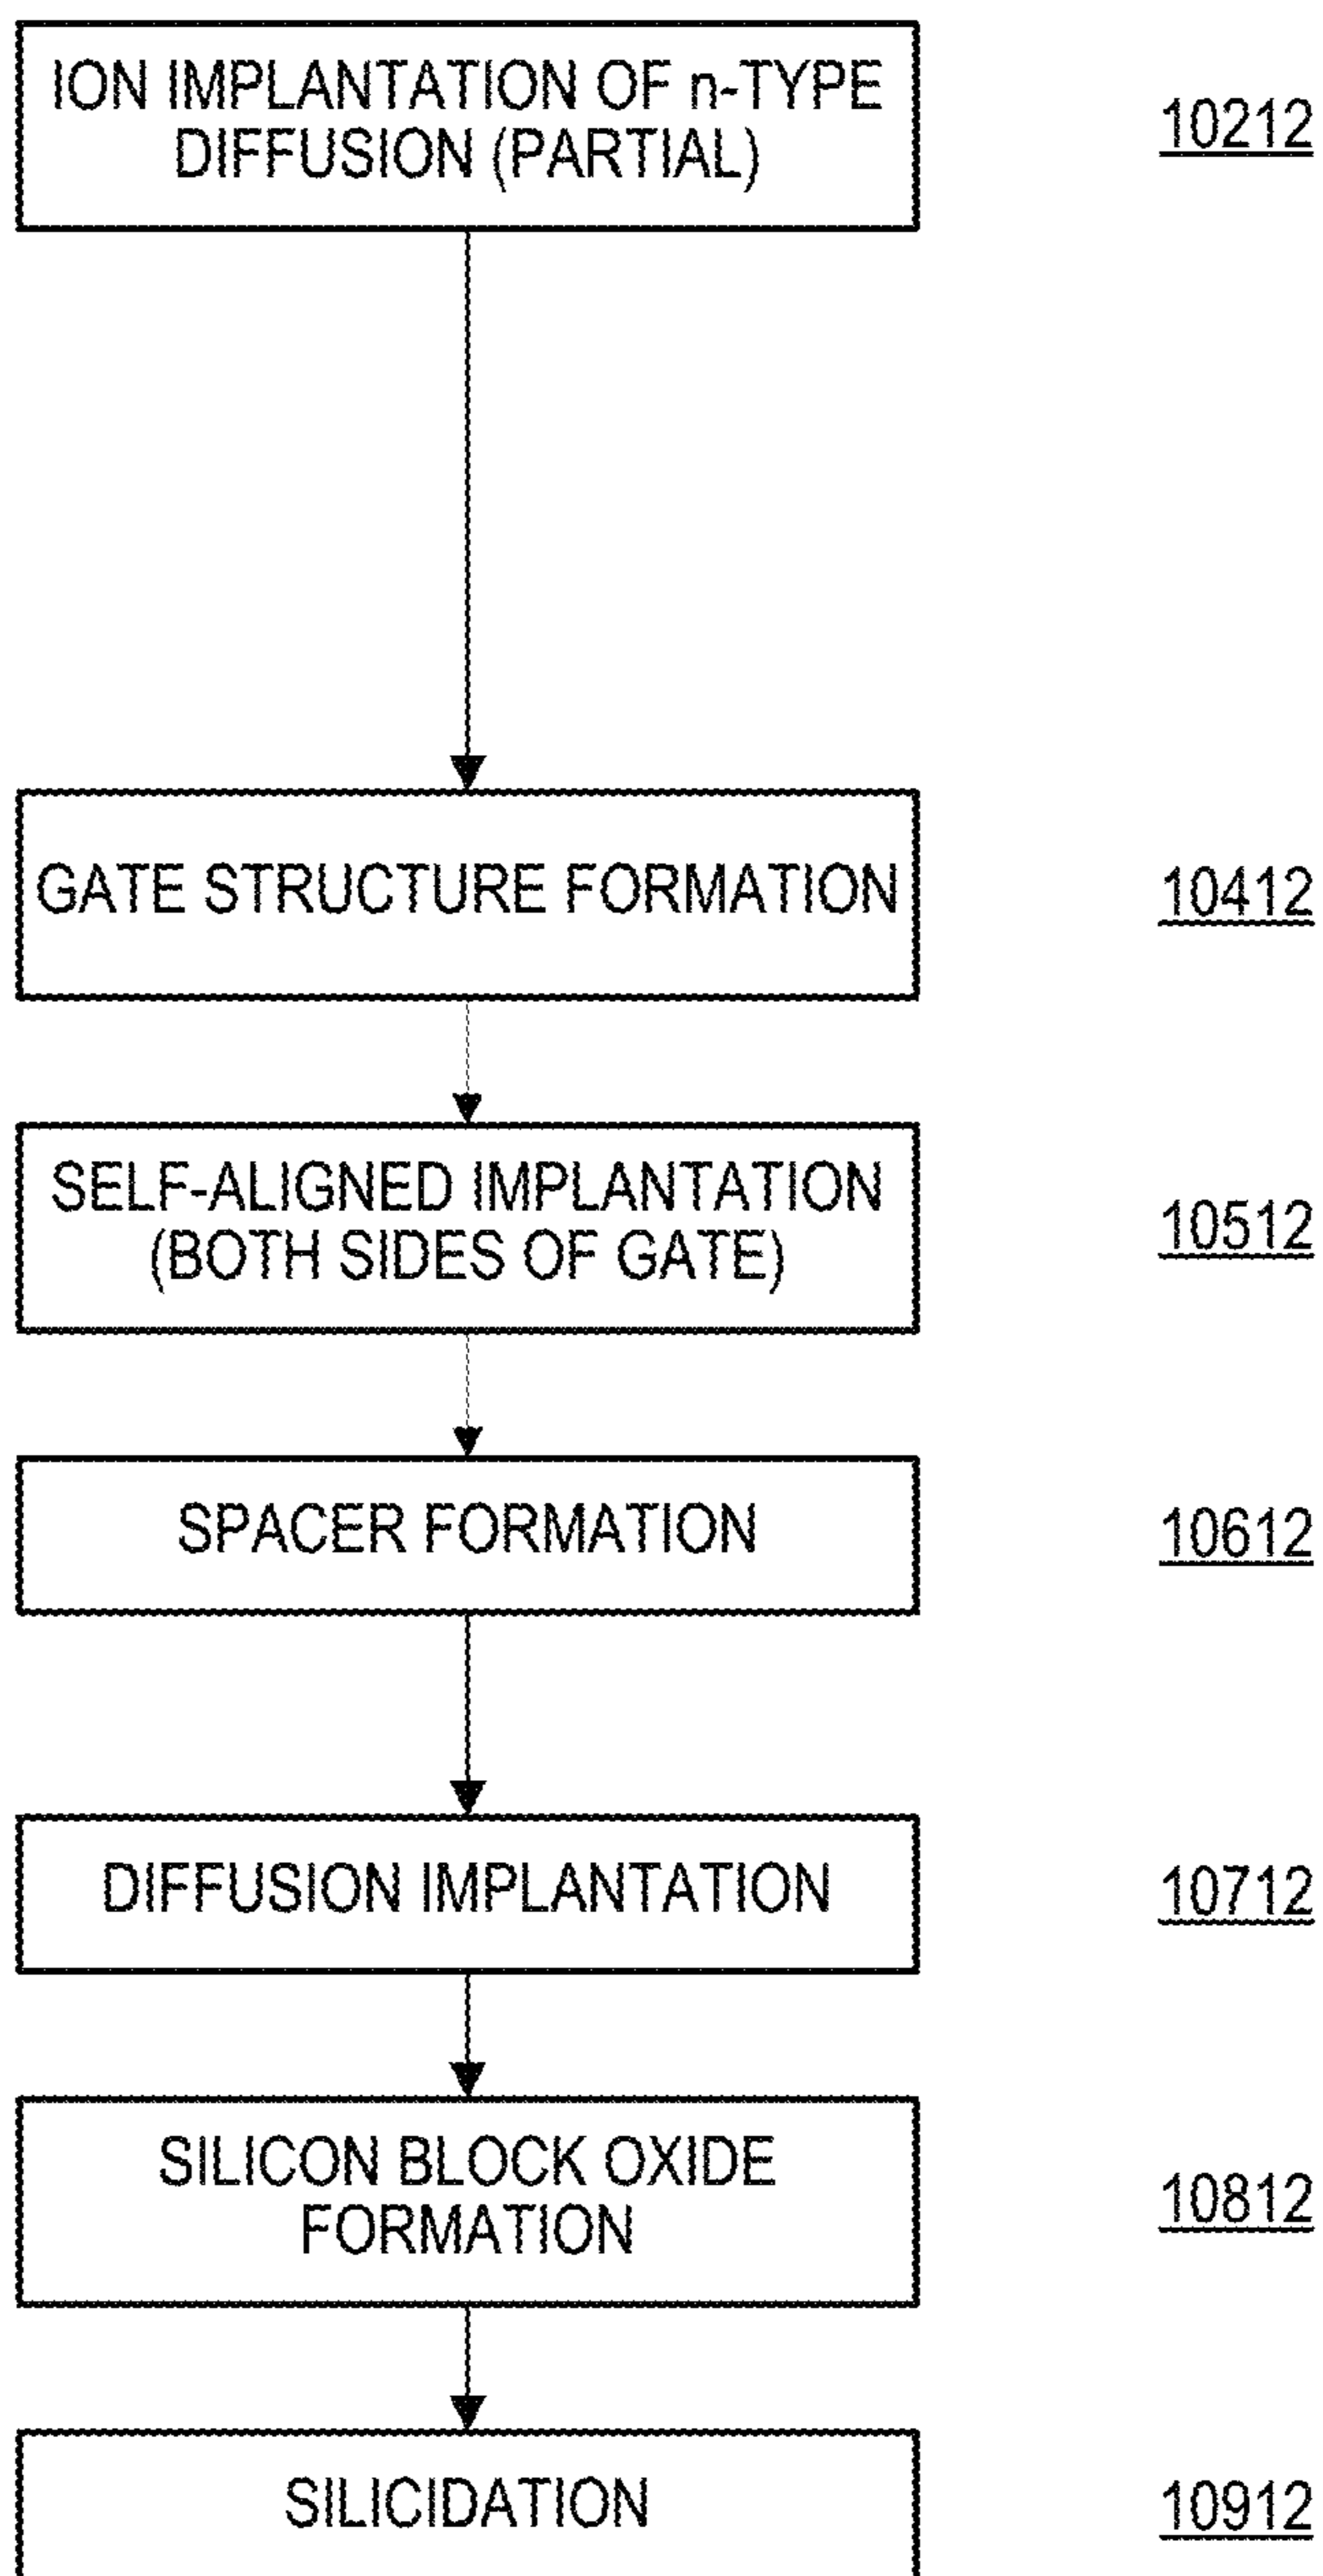 ION IMPLANTATION OF n-TYPE
DIFFUSION (PARTIAL)
10212
GATE STRUCTURE FORMATION
10412
SELF-ALIGNED IMPLANTATION
(BOTH SIDES OF GATE)
10512
SPACER FORMATION
10612
DIFFUSION IMPLANTATION
10712
SILICON BLOCK OXIDE
FORMATION
10812
SILICIDATION
10912